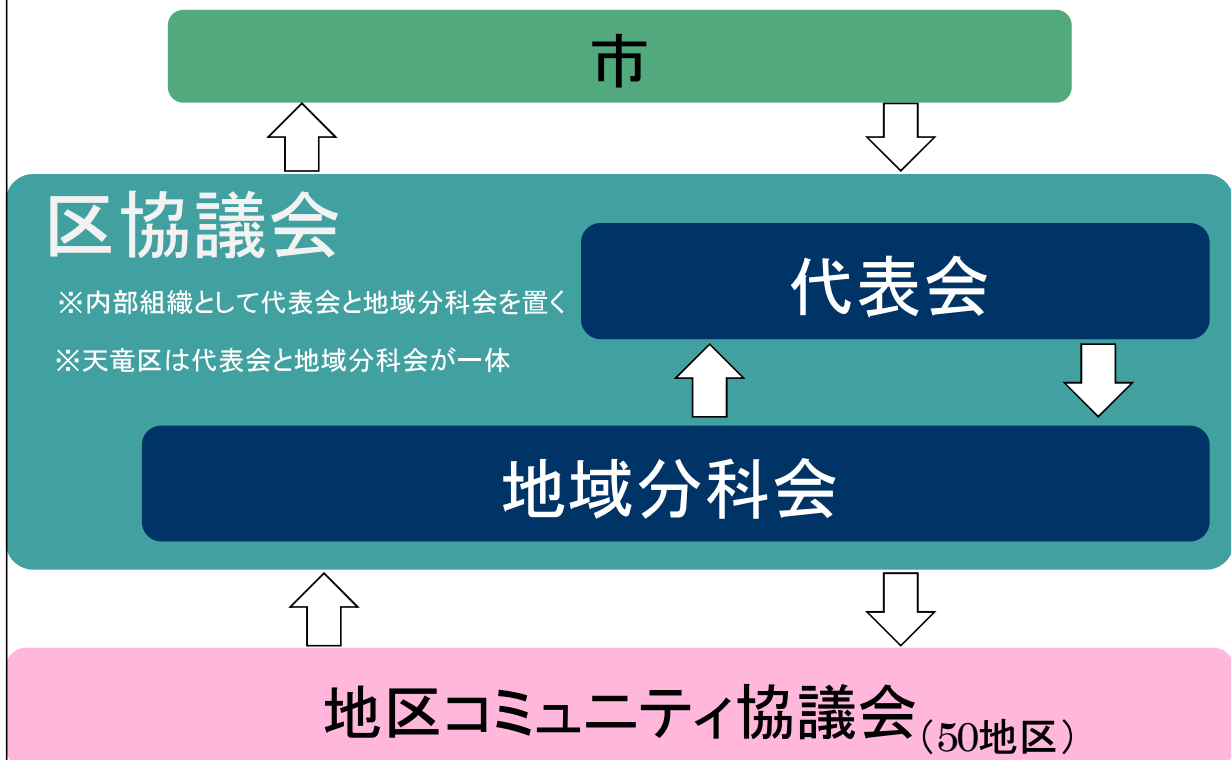 市
区協議会
※内部組織として代表会と地域分科会を置く
※天竜区は代表会と地域分科会が一体
代表会
地域分科会
地区コミュニティ協議会(50地区)